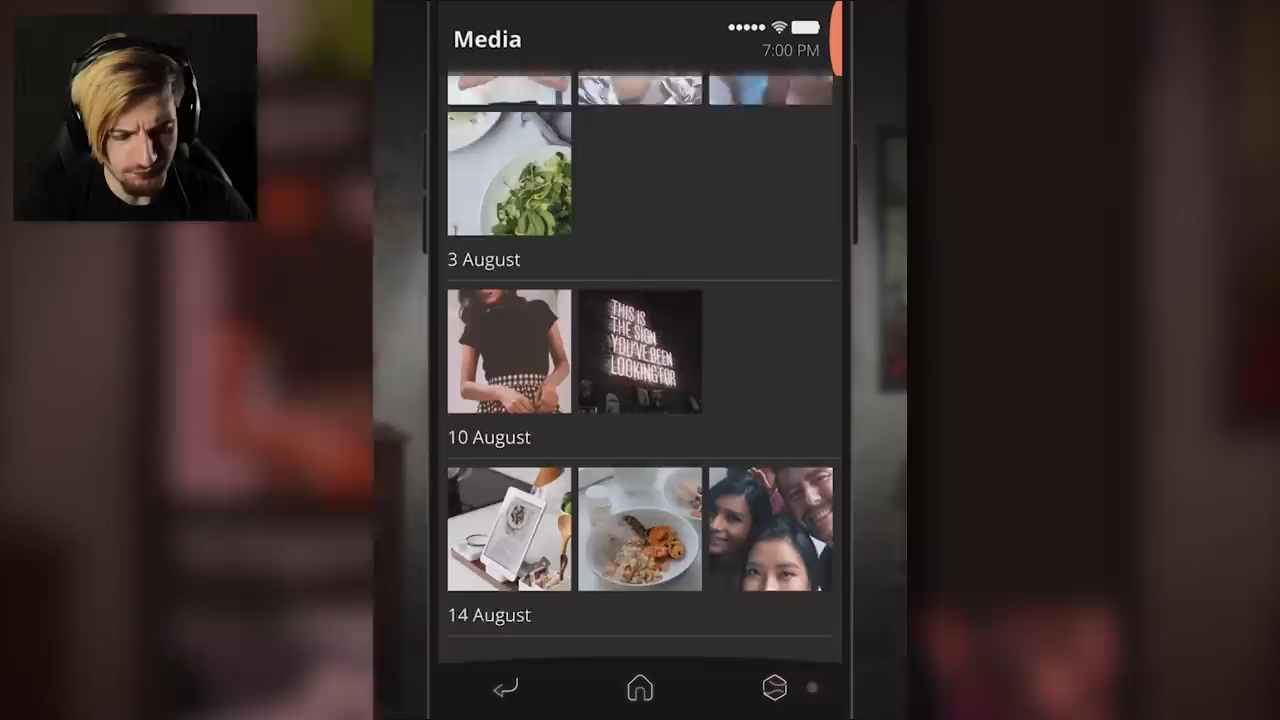 Media
7:00 PM
3 August
THIS IS
THE SIGN
YOU'VE BEEN
LOOKING FOR
10 August
14 August